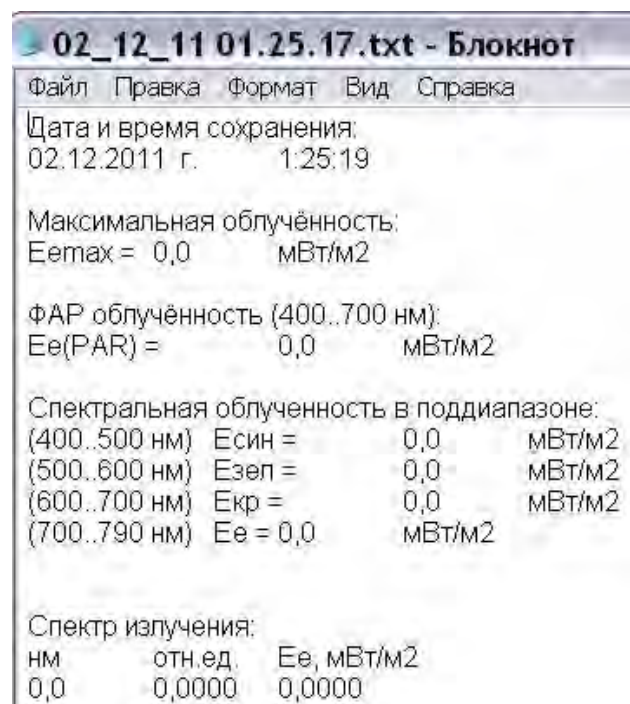 02_12_11 01.25.17.txt - Блокнот
Файл Правка Формат Вид Справка
Дата и время сохранения:
02.12.2011 г. 1:25:19
Максимальная облучённость:
Eemax = 0,0 мВт/м2
ФАР облучённость (400..700 нм):
Ee(PAR) = 0,0 мВт/м2
Спектральная облученность в поддиапазоне:
(400..500 нм) Eсин = 0,0 мВт/м2
(500..600 нм) Eзел = 0,0 мВт/м2
(600..700 нм) Eкр = 0,0 мВт/м2
(700..790 нм) Ee = 0,0 мВт/м2
Спектр излучения:
нм отн.ед. Ee, мВт/м2
0,0 0,0000 0,0000